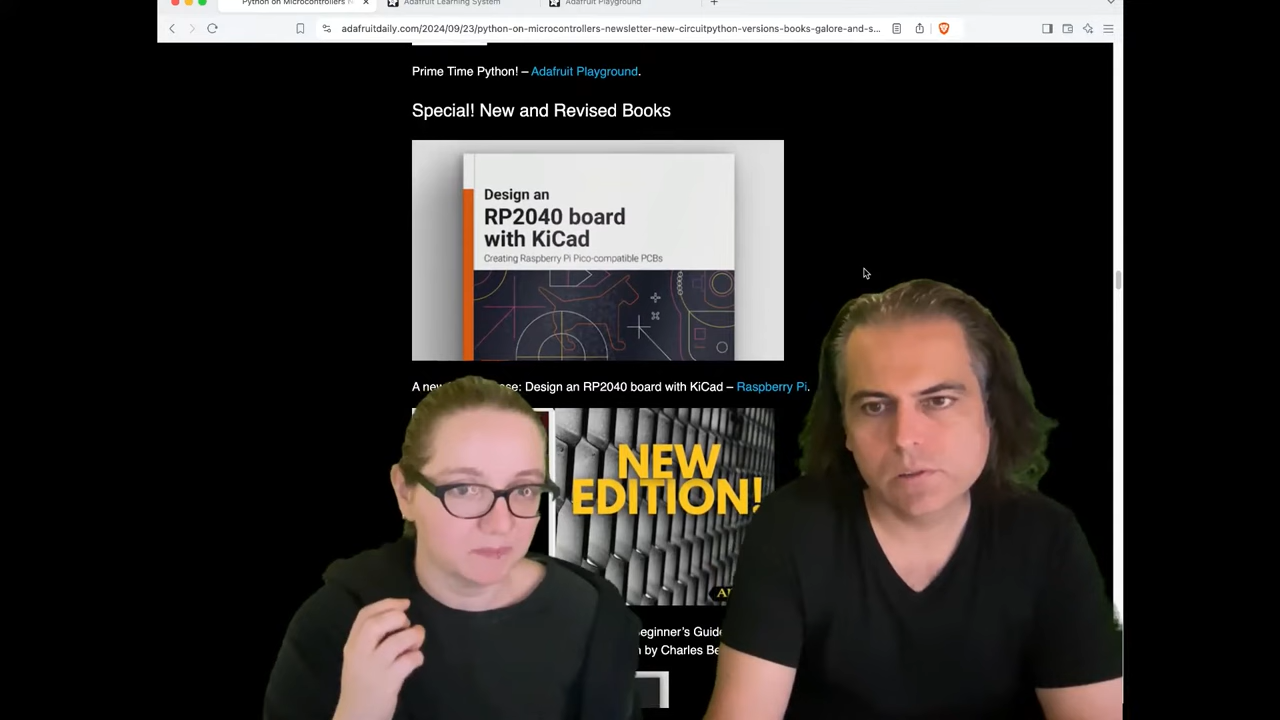 Python on Microcontrollers
Adafruit Learning System
Adafruit Playground
adafruitdaily.com/2024/09/23/python-on-microcontrollers-newsletter-new-circuitpython-versions-books-galore-and-s...
Prime Time Python! – Adafruit Playground.
Special! New and Revised Books
Design an
RP2040 board
with KiCad
Creating Raspberry Pi Pico-compatible PCBs
A new se: Design an RP2040 board with KiCad – Raspberry Pi.
NEW
EDITION!
eginner's Guide
by Charles Be